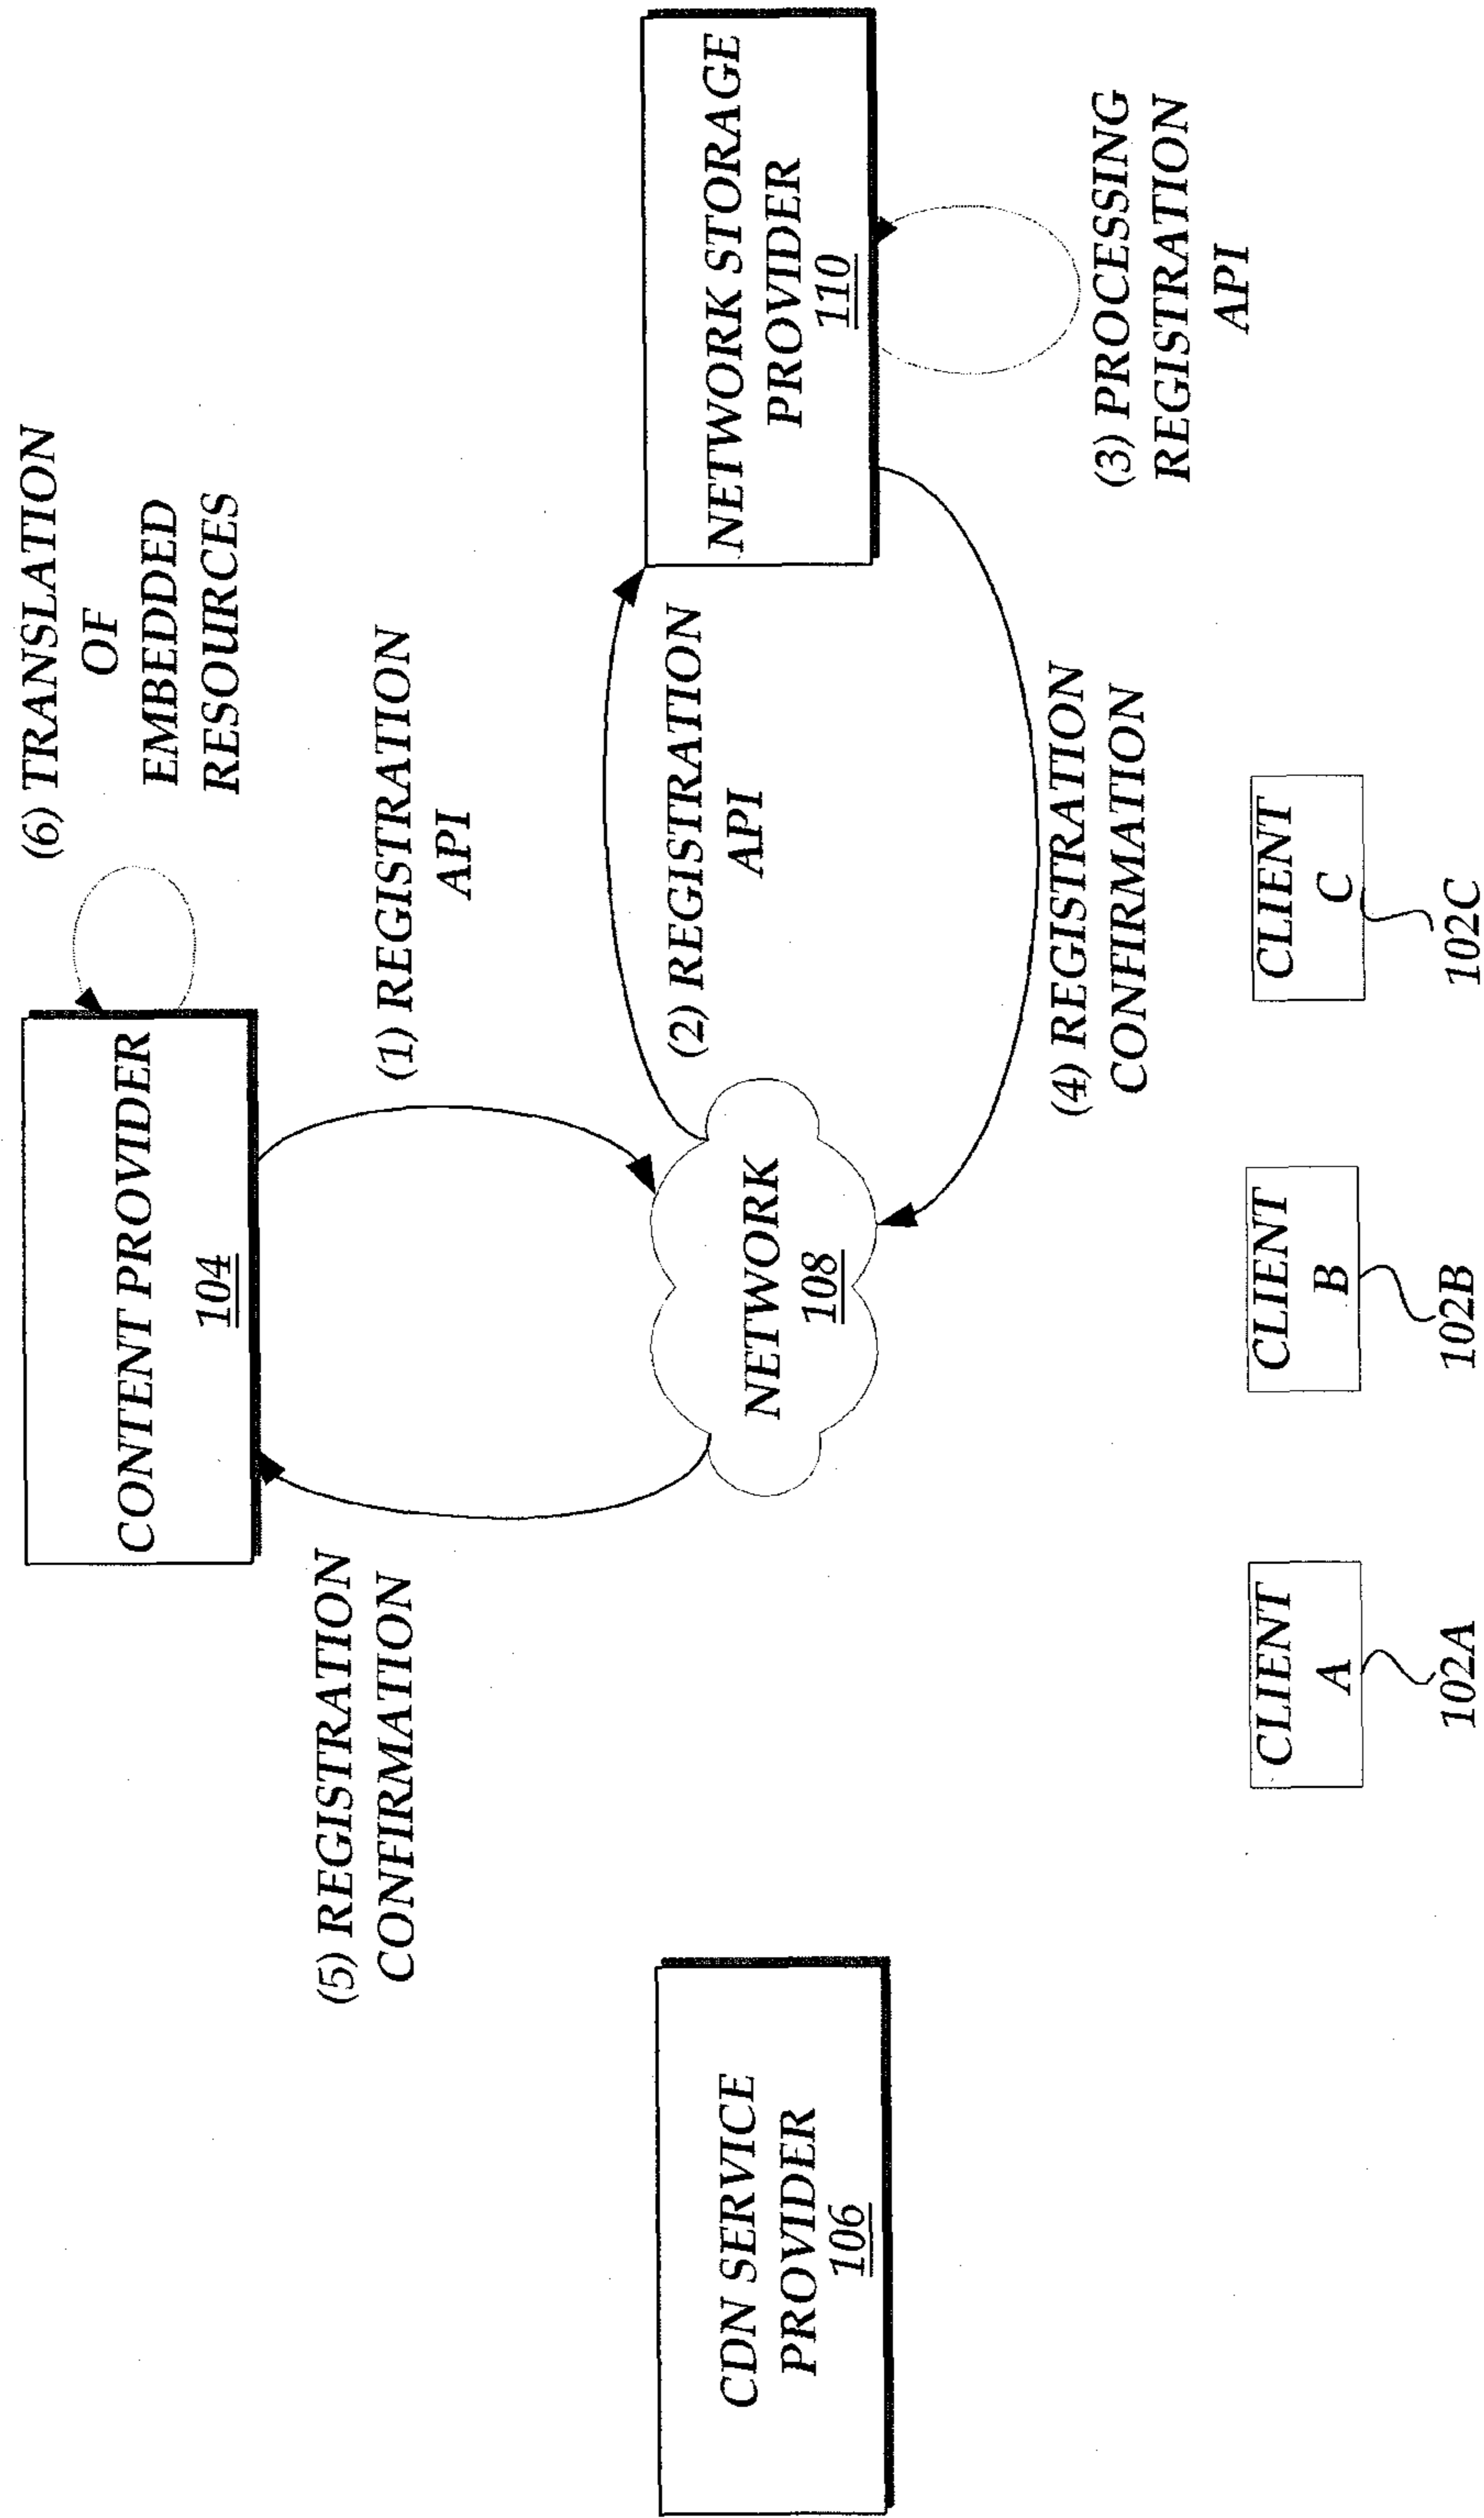 (6) TRANSLATION
OF
EMBEDDED
RESOURCES
CONTENT PROVIDER
104
(1) REGISTRATION
API
(5) REGISTRATION
CONFIRMATION
CDN SERVICE
PROVIDER
106
NETWORK
108
(2) REGISTRATION
API
NETWORK STORAGE
PROVIDER
110
(4) REGISTRATION
CONFIRMATION
(3) PROCESSING
REGISTRATION
API
CLIENT
A
102A
CLIENT
B
102B
CLIENT
C
102C